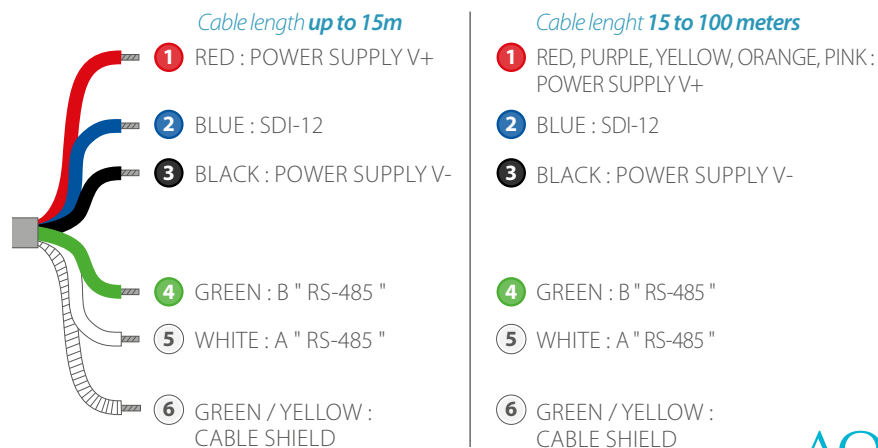 Cable length up to 15m
1 RED : POWER SUPPLY V+
2 BLUE : SDI-12
3 BLACK : POWER SUPPLY V-
4 GREEN : B " RS-485 "
5 WHITE : A " RS-485 "
6 GREEN / YELLOW :
CABLE SHIELD
Cable lenght 15 to 100 meters
1 RED, PURPLE, YELLOW, ORANGE, PINK :
POWER SUPPLY V+
2 BLUE : SDI-12
3 BLACK : POWER SUPPLY V-
4 GREEN : B " RS-485 "
5 WHITE : A " RS-485 "
6 GREEN / YELLOW :
CABLE SHIELD